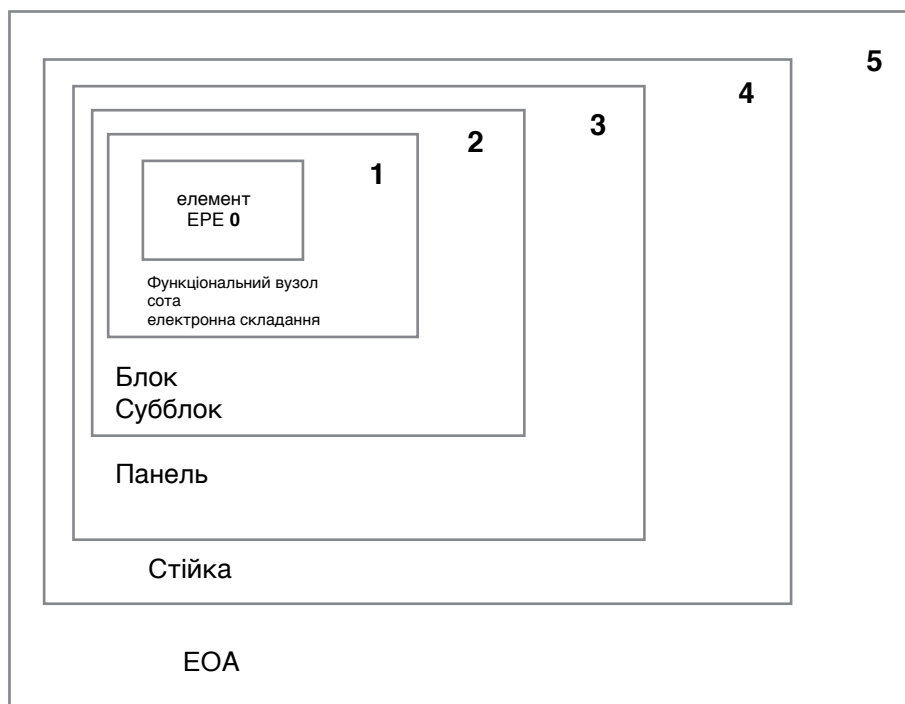 5
4
3
2
1
елемент
ЕРЕ 0
Функціональний вузол
сота
електронна складання
Блок
Субблок
Панель
Стійка
ЕОА